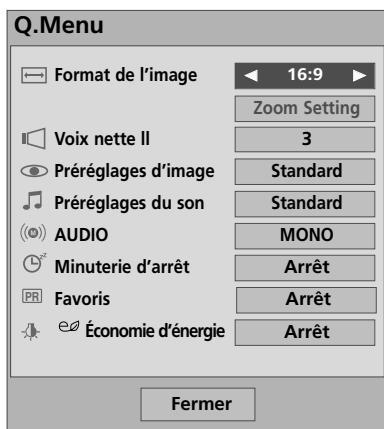 Q.Menu
Format de l'image ◀ 16:9 ▶
Zoom Setting
Voix nette ll 3
Préréglages d'image Standard
Préréglages du son Standard
AUDIO MONO
Minuterie d'arrêt Arrêt
PR Favoris Arrêt
Économie d'énergie Arrêt
Fermer